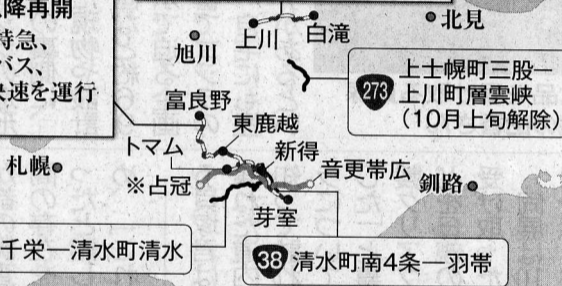 降再開
特急、
バス、
快速を運行
上川
白滝
北見
旭川
273
上士幌町三股ー
上川町層雲峡
(10月上旬解除)
富良野
東鹿越
トマム
新得
札幌
※占冠
音更帯広
釧路
芽室
千栄ー清水町清水
38
清水町南4条ー羽帯